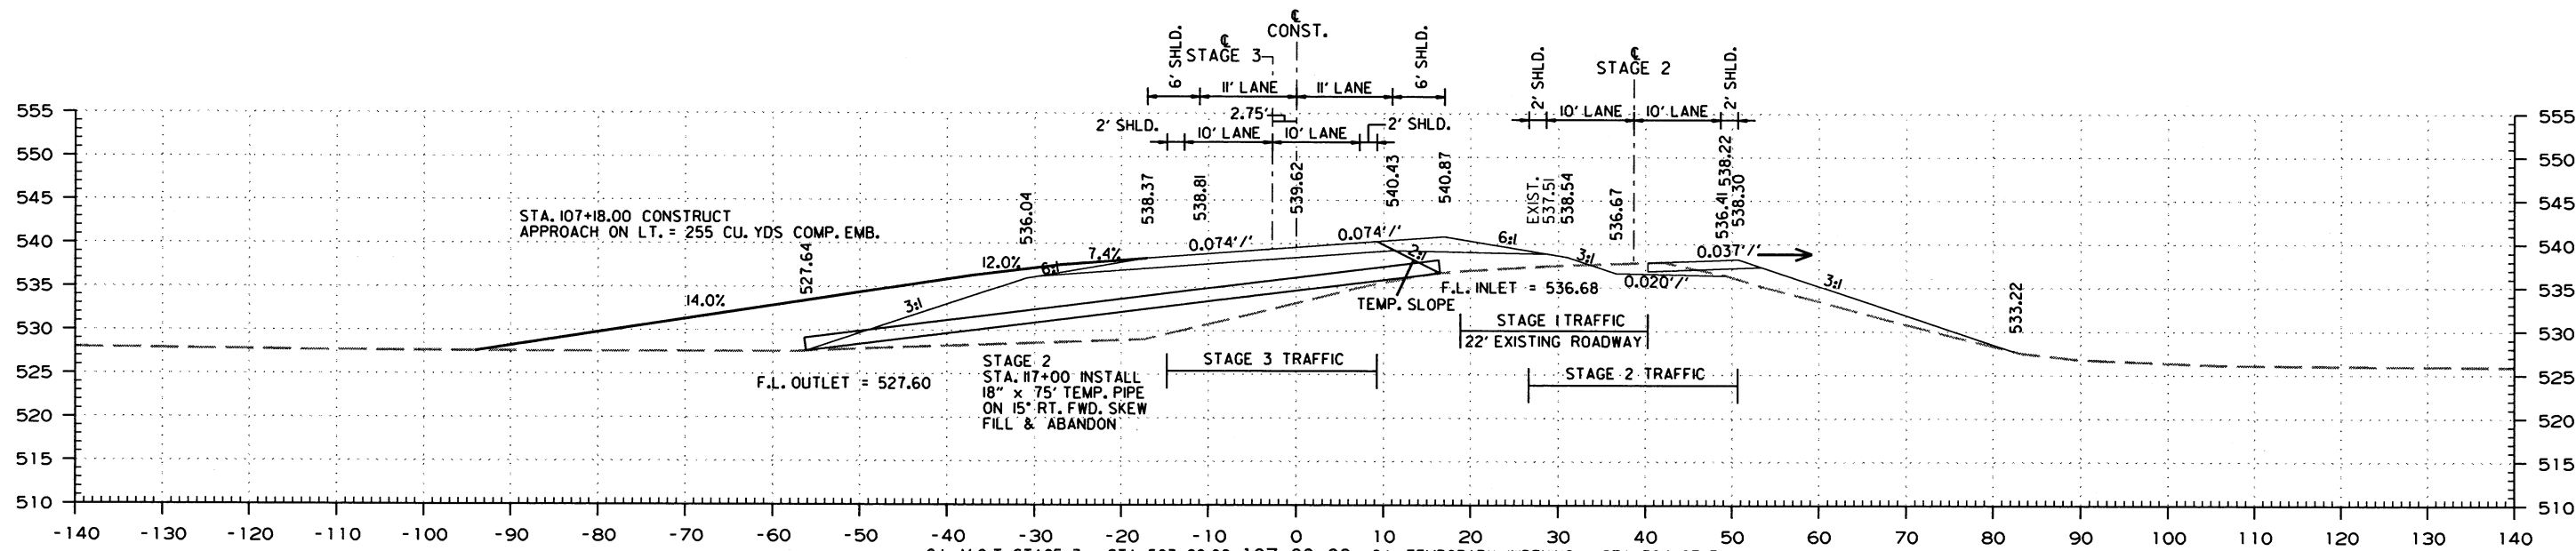 ℄
CONST.
℄
STAGE 3
6' SHLD.
6' SHLD.
11' LANE
11' LANE
2.75'
2' SHLD.
10' LANE
10' LANE
2' SHLD.
2' SHLD.
℄
STAGE 2
2' SHLD.
10' LANE
10' LANE
555
550
545
540
535
530
525
520
515
510
555
550
545
540
535
530
525
520
515
510
STA. 107+18.00 CONSTRUCT
APPROACH ON LT. = 255 CU. YDS COMP. EMB.
527.64
536.04
538.37
538.81
539.62
540.43
540.87
EXIST.
537.51
538.54
536.67
536.41
538.22
538.30
533.22
14.0%
12.0%
6:1
7.4%
3:1
0.074'/'
0.074'/'
2:1
6:1
3:1
0.037'/'
0.020'/'
3:1
TEMP. SLOPE
F.L. INLET = 536.68
STAGE 1 TRAFFIC
22' EXISTING ROADWAY
STAGE 3 TRAFFIC
STAGE 2 TRAFFIC
F.L. OUTLET = 527.60
STAGE 2
STA. 117+00 INSTALL
18" x 75' TEMP. PIPE
ON 15° RT. FWD. SKEW
FILL & ABANDON
-140 -130 -120 -110 -100 -90 -80 -70 -60 -50 -40 -30 -20 -10 0 10 20 30 40 50 60 70 80 90 100 110 120 130 140